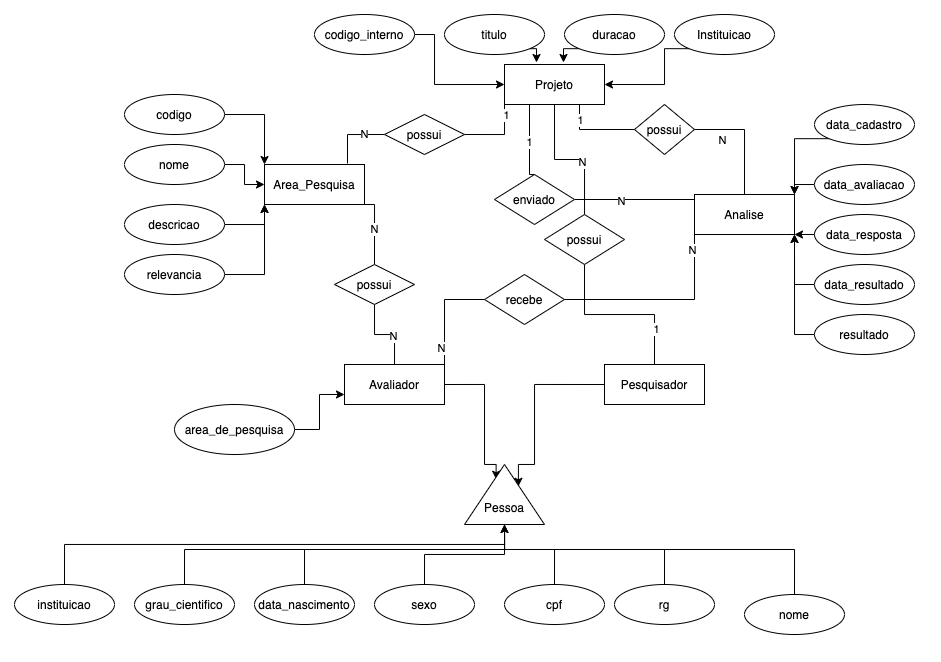 codigo_interno
titulo
duracao
Instituicao
Projeto
codigo
1
1
1
N
possui
possui
N
data_cadastro
nome
N
Area_Pesquisa
data_avaliacao
enviado
N
Analise
descricao
N
possui
data_resposta
N
relevancia
possui
data_resultado
recebe
N
N
1
resultado
Avaliador
Pesquisador
area_de_pesquisa
Pessoa
instituicao
grau_cientifico
data_nascimento
sexo
cpf
rg
nome